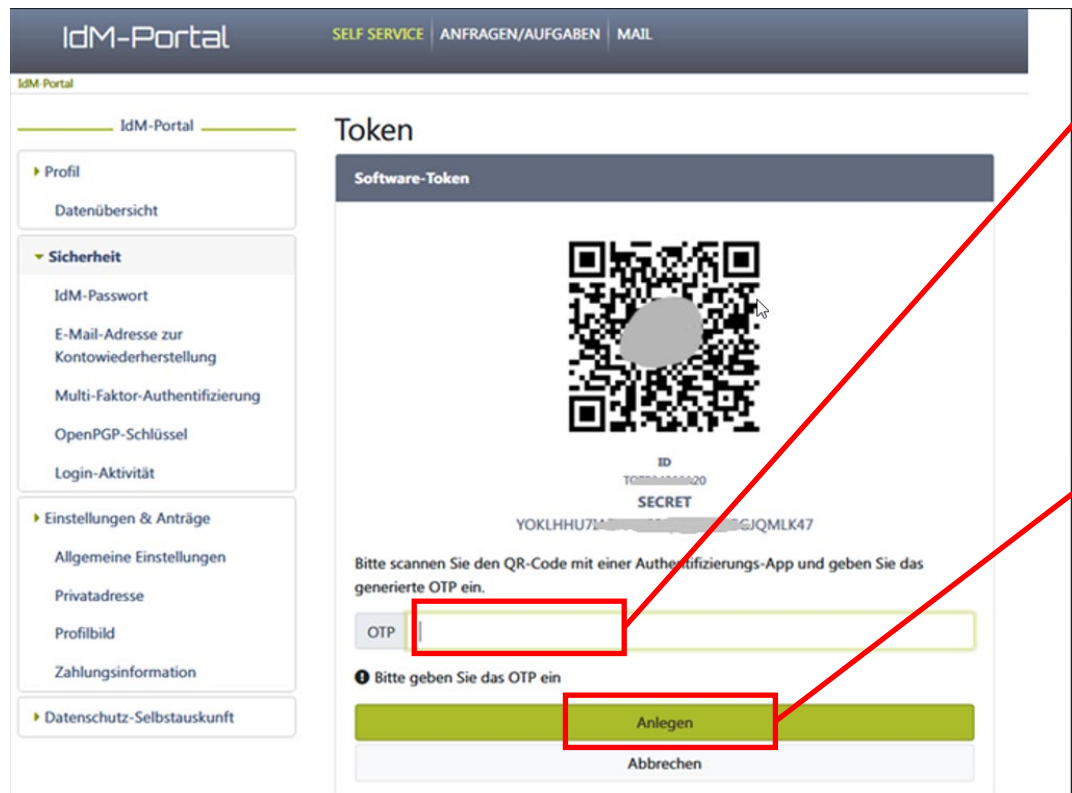 IdM-Portal
SELF SERVICE ANFRAGEN/AUFGABEN MAIL
IdM-Portal
IdM-Portal
Profil
Datenübersicht
Sicherheit
IdM-Passwort
E-Mail-Adresse zur
Kontowiederherstellung
Multi-Faktor-Authentifizierung
OpenPGP-Schlüssel
Login-Aktivität
Einstellungen & Anträge
Allgemeine Einstellungen
Privatadresse
Profilbild
Zahlungsinformation
Datenschutz-Selbstauskunft
Token
Software-Token
ID
SECRET
Bitte scannen Sie den QR-Code mit einer Authentifizierungs-App und geben Sie das
generierte OTP ein.
OTP
Bitte geben Sie das OTP ein
Anlegen
Abbrechen